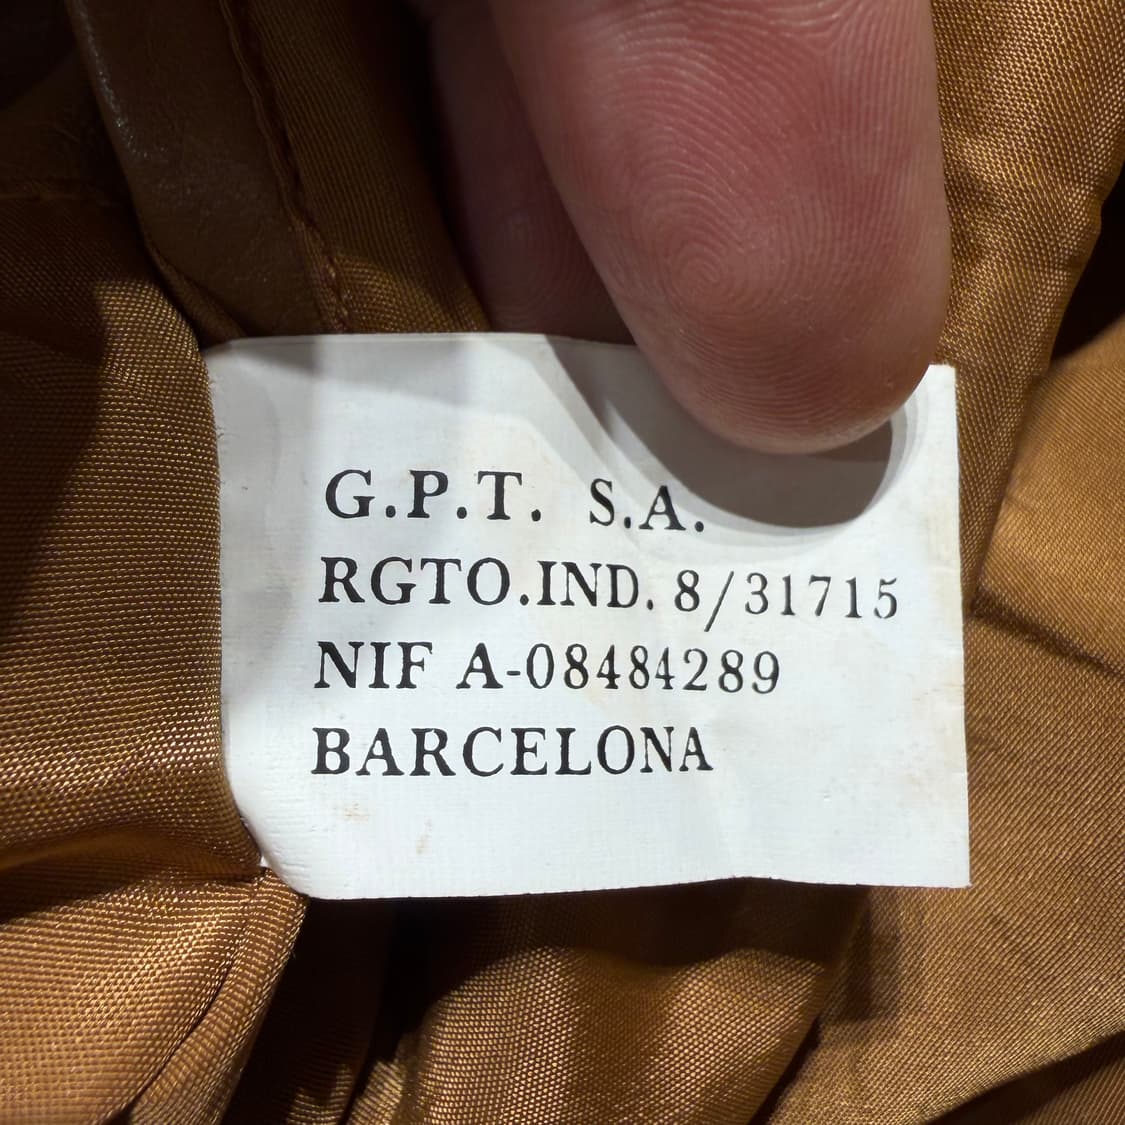 G.P.T. S.A.
RGTO.IND. 8/31715
NIF A-08484289
BARCELONA